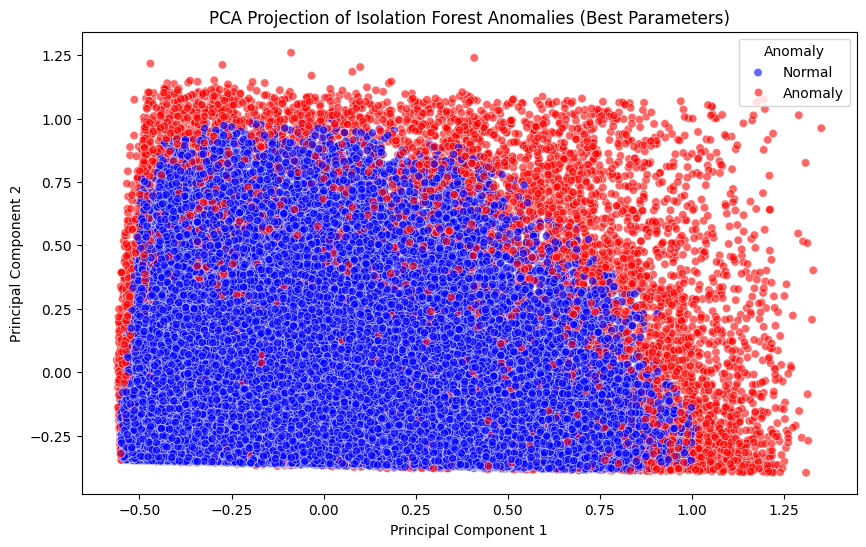 PCA Projection of Isolation Forest Anomalies (Best Parameters)
Anomaly
Normal
Anomaly
Principal Component 2
1.25
1.00
0.75
0.50
0.25
0.00
−0.25
−0.50
−0.25
0.00
0.25
0.50
0.75
1.00
1.25
Principal Component 1